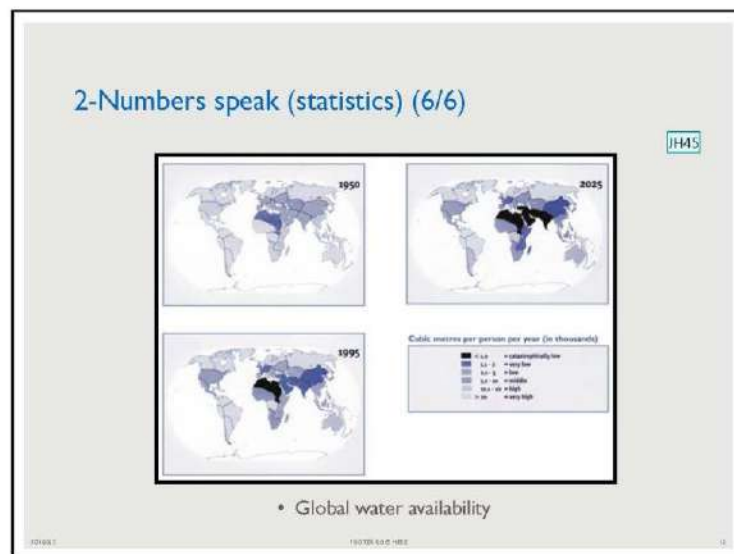 2-Numbers speak (statistics) (6/6)
JH45
1950
2025
1995
Cubic metres per person per year (in thousands)
= catastrophically low
= very low
= low
= middle
= high
= very high
• Global water availability